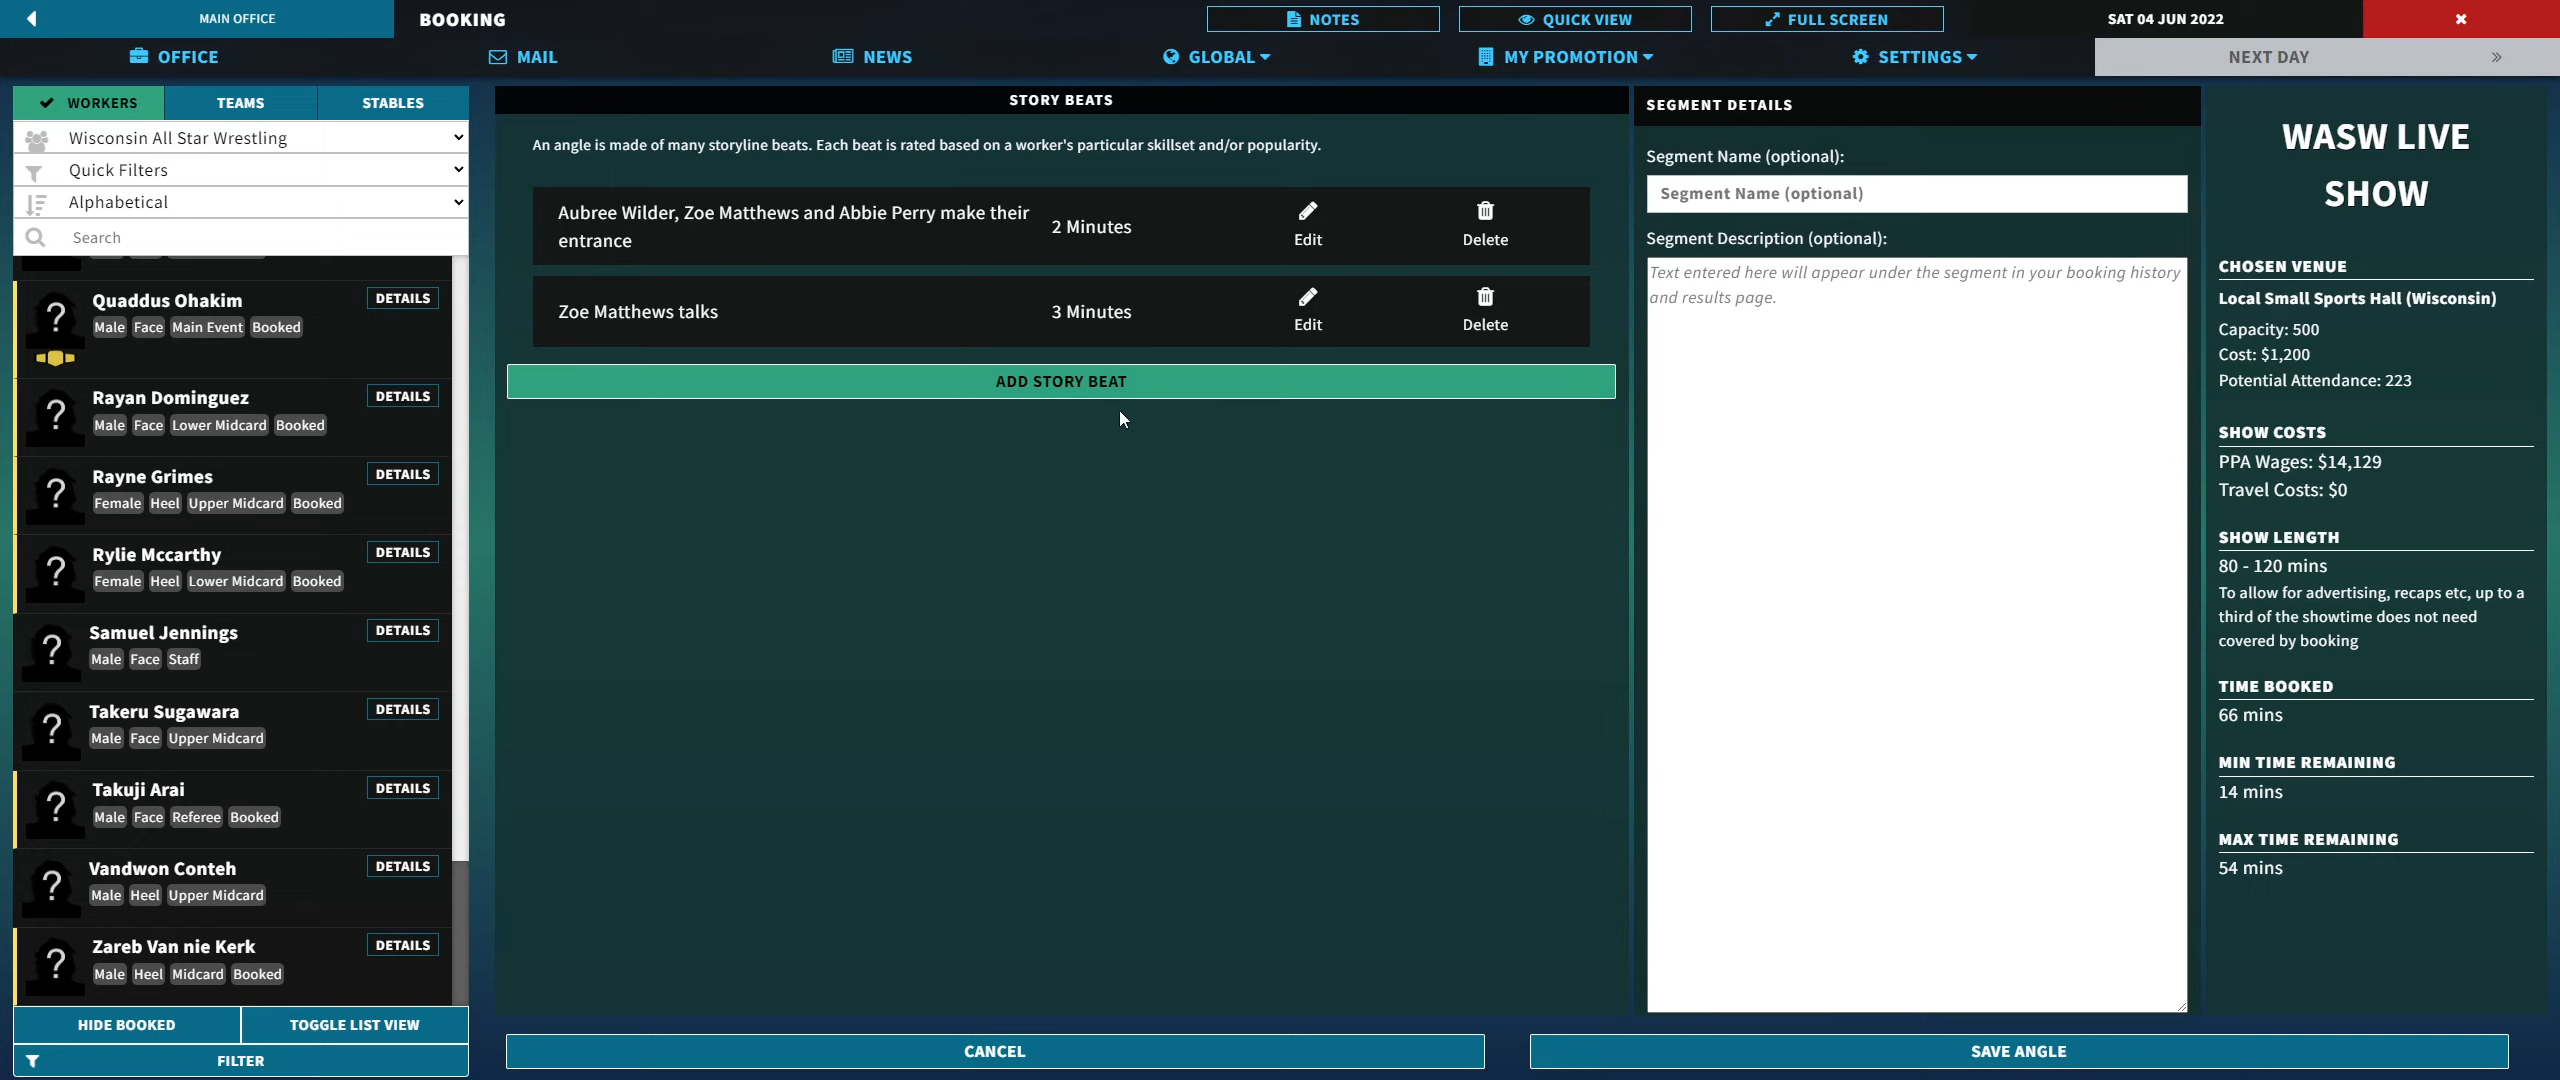 MAIN OFFICE
BOOKING
NOTES
QUICK VIEW
FULL SCREEN
SAT 04 JUN 2022
OFFICE
MAIL
NEWS
GLOBAL
MY PROMOTION
SETTINGS
NEXT DAY
WORKERS
TEAMS
STABLES
Wisconsin All Star Wrestling
Quick Filters
Alphabetical
Search
Quaddus Ohakim
DETAILS
Male Face Main Event Booked
Rayan Dominguez
DETAILS
Male Face Lower Midcard Booked
Rayne Grimes
DETAILS
Female Heel Upper Midcard Booked
Rylie Mccarthy
DETAILS
Female Heel Lower Midcard Booked
Samuel Jennings
DETAILS
Male Face Staff
Takeru Sugawara
DETAILS
Male Face Upper Midcard
Takuji Arai
DETAILS
Male Face Referee Booked
Vandwon Conteh
DETAILS
Male Heel Upper Midcard
Zareb Van nie Kerk
DETAILS
Male Heel Midcard Booked
HIDE BOOKED
TOGGLE LIST VIEW
FILTER
STORY BEATS
An angle is made of many storyline beats. Each beat is rated based on a worker's particular skillset and/or popularity.
Aubree Wilder, Zoe Matthews and Abbie Perry make their
entrance
2 Minutes
Edit
Delete
Zoe Matthews talks
3 Minutes
Edit
Delete
ADD STORY BEAT
CANCEL
SEGMENT DETAILS
Segment Name (optional):
Segment Name (optional)
Segment Description (optional):
Text entered here will appear under the segment in your booking history
and results page.
SAVE ANGLE
WASW LIVE
SHOW
CHOSEN VENUE
Local Small Sports Hall (Wisconsin)
Capacity: 500
Cost: $1,200
Potential Attendance: 223
SHOW COSTS
PPA Wages: $14,129
Travel Costs: $0
SHOW LENGTH
80 - 120 mins
To allow for advertising, recaps etc, up to a
third of the showtime does not need
covered by booking
TIME BOOKED
66 mins
MIN TIME REMAINING
14 mins
MAX TIME REMAINING
54 mins